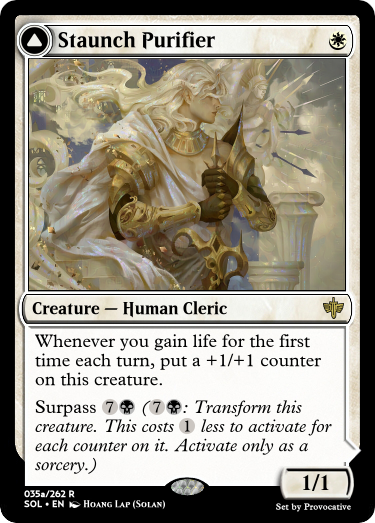 Staunch Purifier
Creature — Human Cleric
Whenever you gain life for the first
time each turn, put a +1/+1 counter
on this creature.
Surpass 7 (7: Transform this
creature. This costs 1 less to activate for
each counter on it. Activate only as a
sorcery.)
1/1
035a/262 R
SOL • EN Hoang Lap (Solan)
Set by Provocative